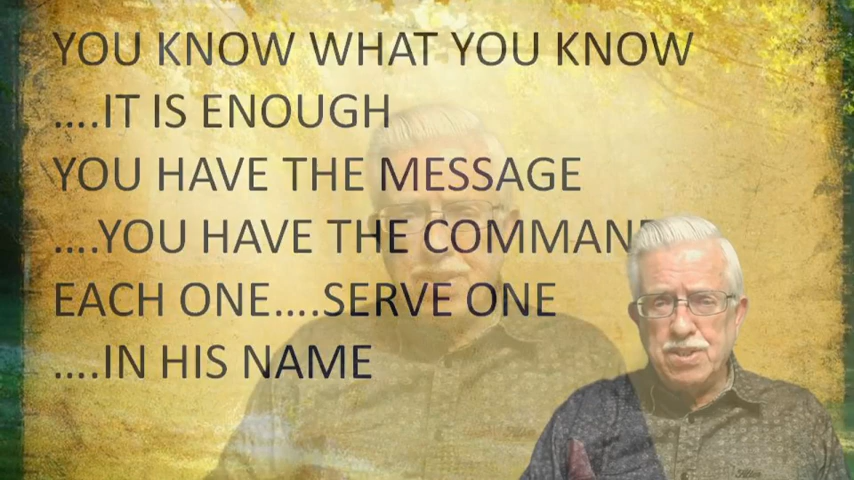 YOU KNOW WHAT YOU KNOW
....IT IS ENOUGH
YOU HAVE THE MESSAGE
....YOU HAVE THE COMMAND
EACH ONE....SERVE ONE
....IN HIS NAME